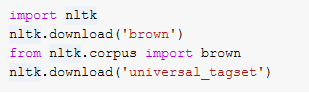 import nltk
nltk.download('brown')
from nltk.corpus import brown
nltk.download('universal_tagset')